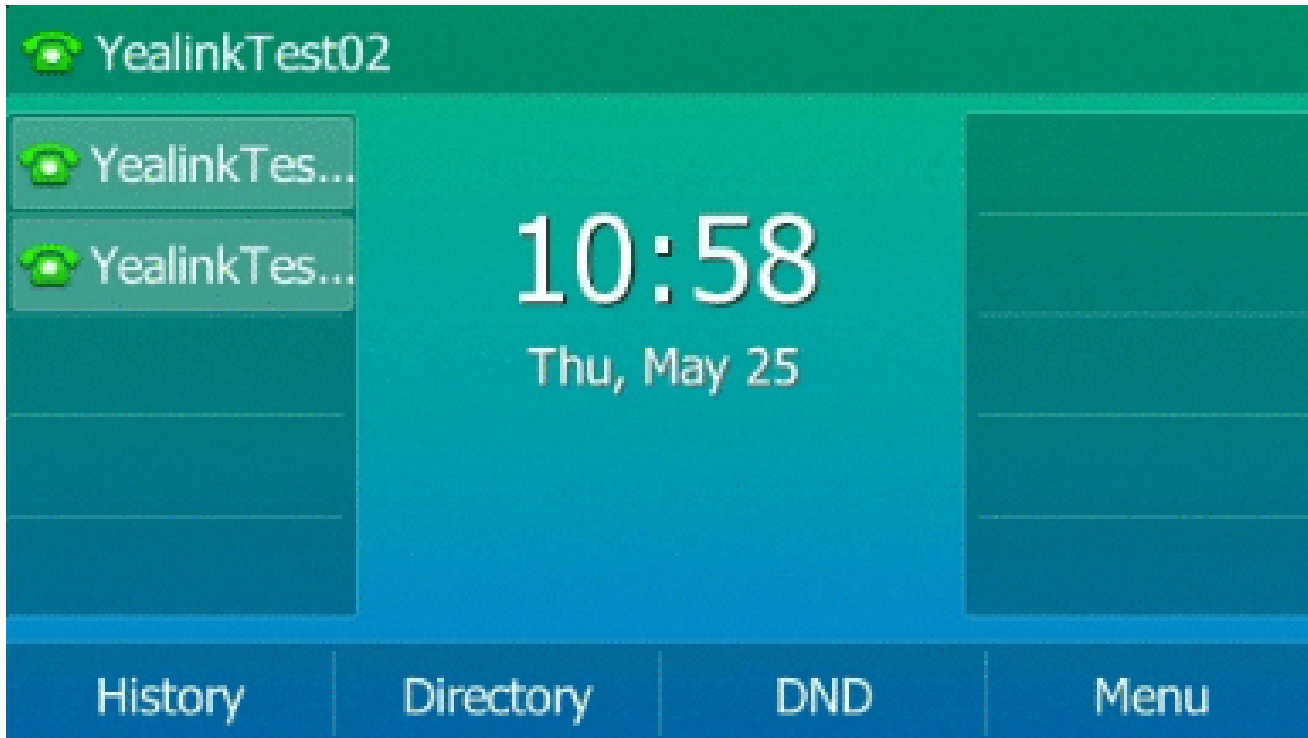 YealinkTest02
YealinkTes...
YealinkTes...
10:58
Thu, May 25
History
Directory
DND
Menu